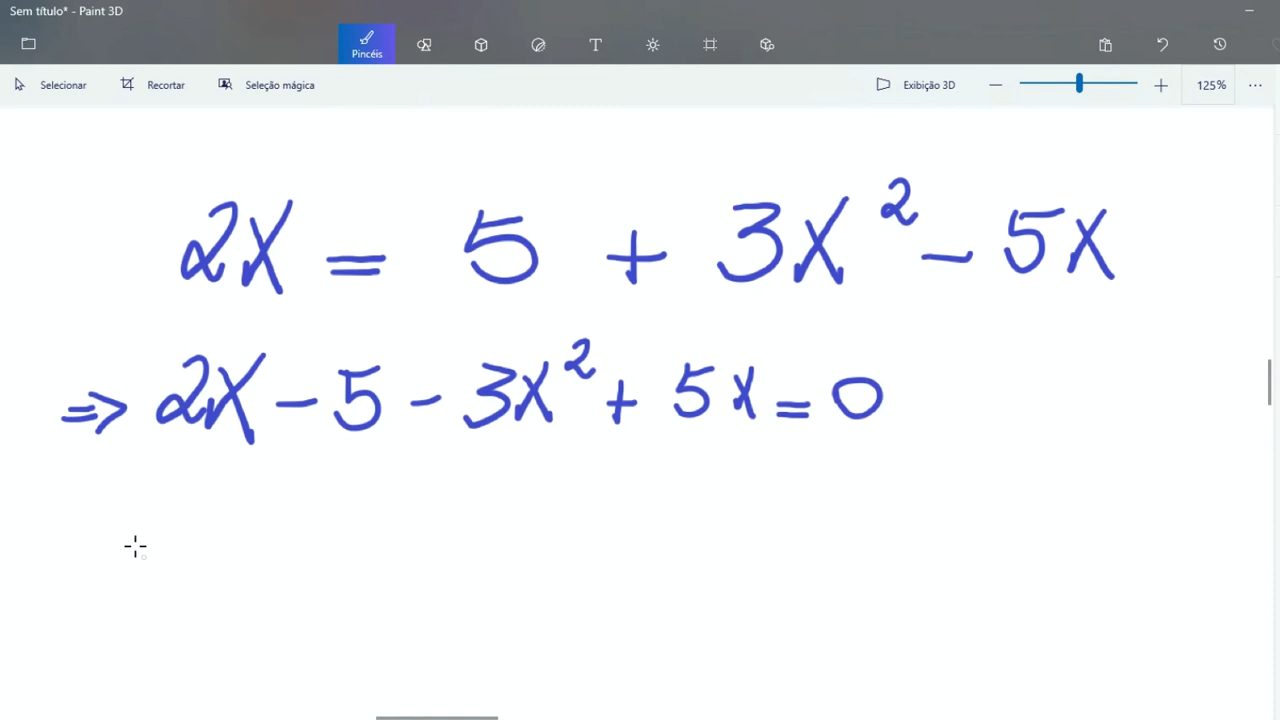 Sem título* - Paint 3D
Pincéis
Selecionar Recortar Seleção mágica Exibição 3D 125%
2x = 5 + 3x² - 5x
=> 2x - 5 - 3x² + 5x = 0